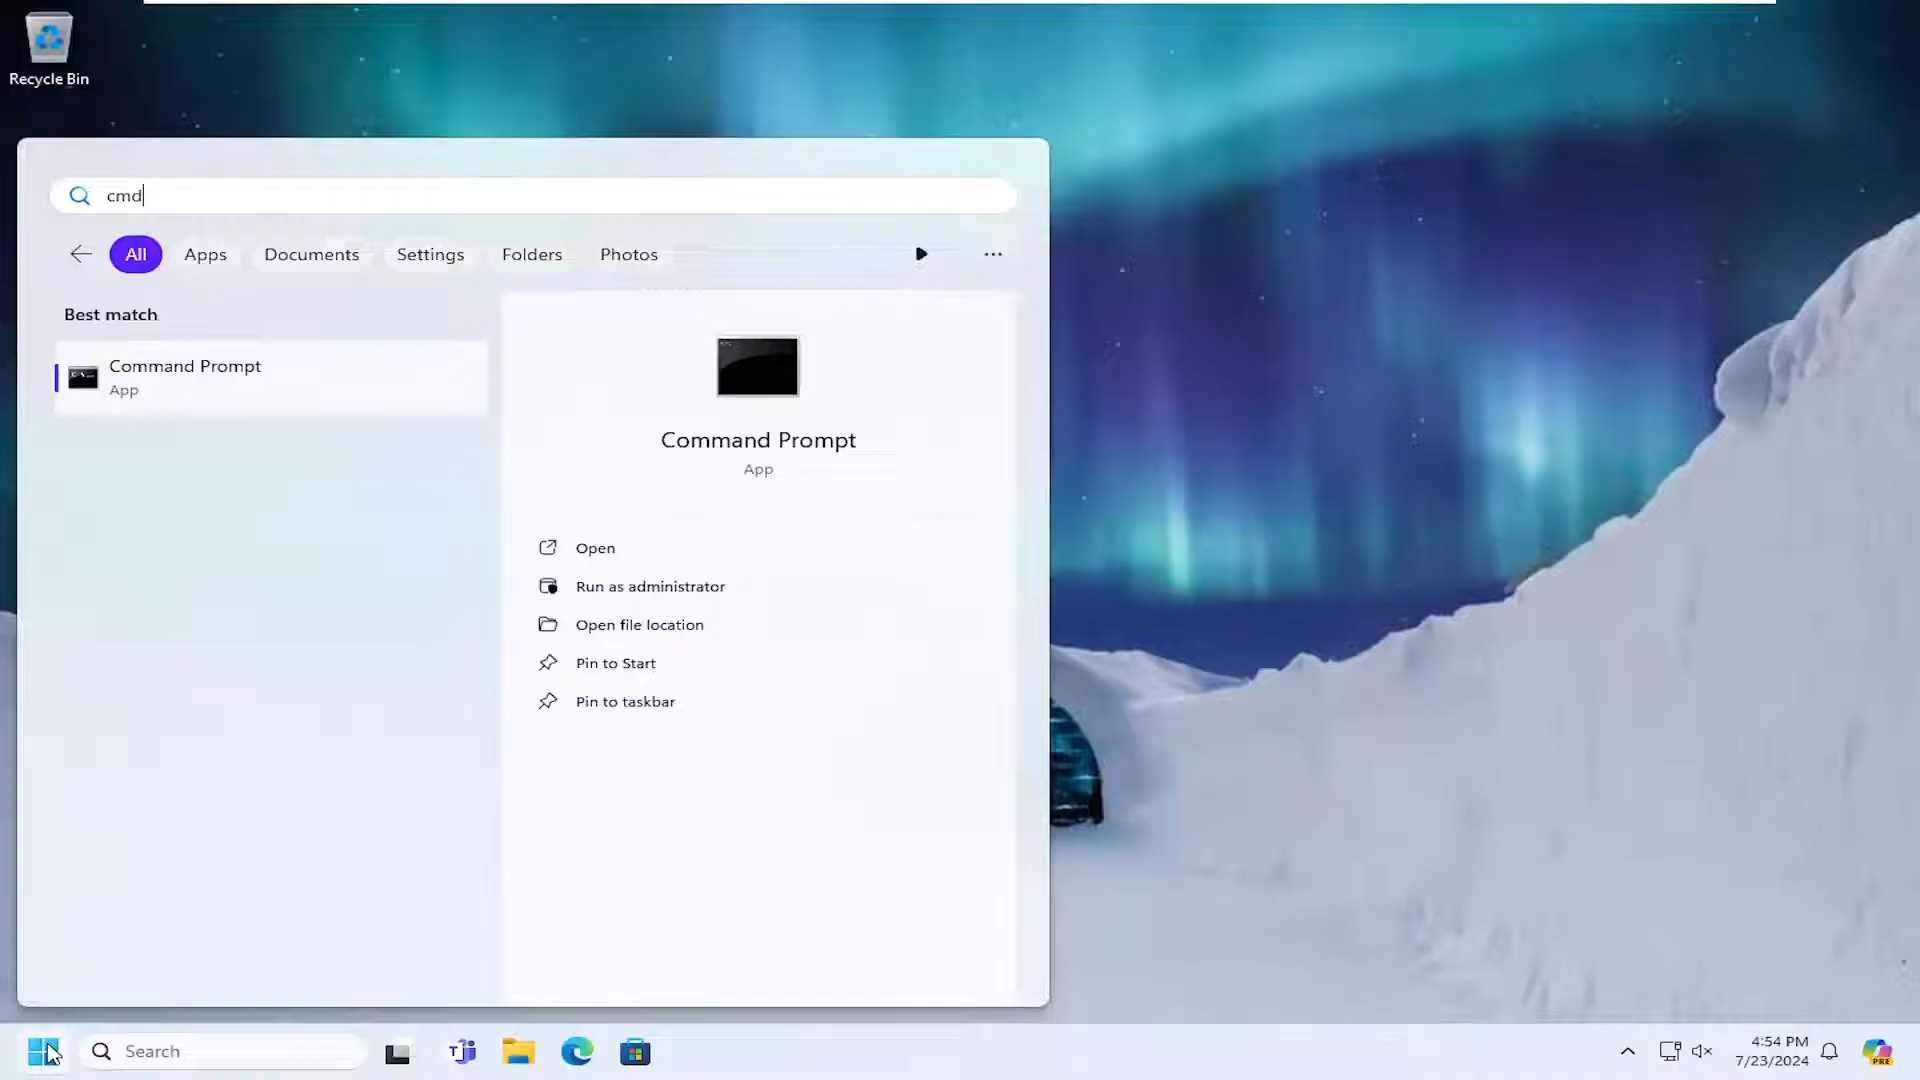 Recycle Bin
cmd
All Apps Documents Settings Folders Photos ...
Best match
Command Prompt
App
Command Prompt
App
Open
Run as administrator
Open file location
Pin to Start
Pin to taskbar
Search
4:54 PM
7/23/2024
PRE